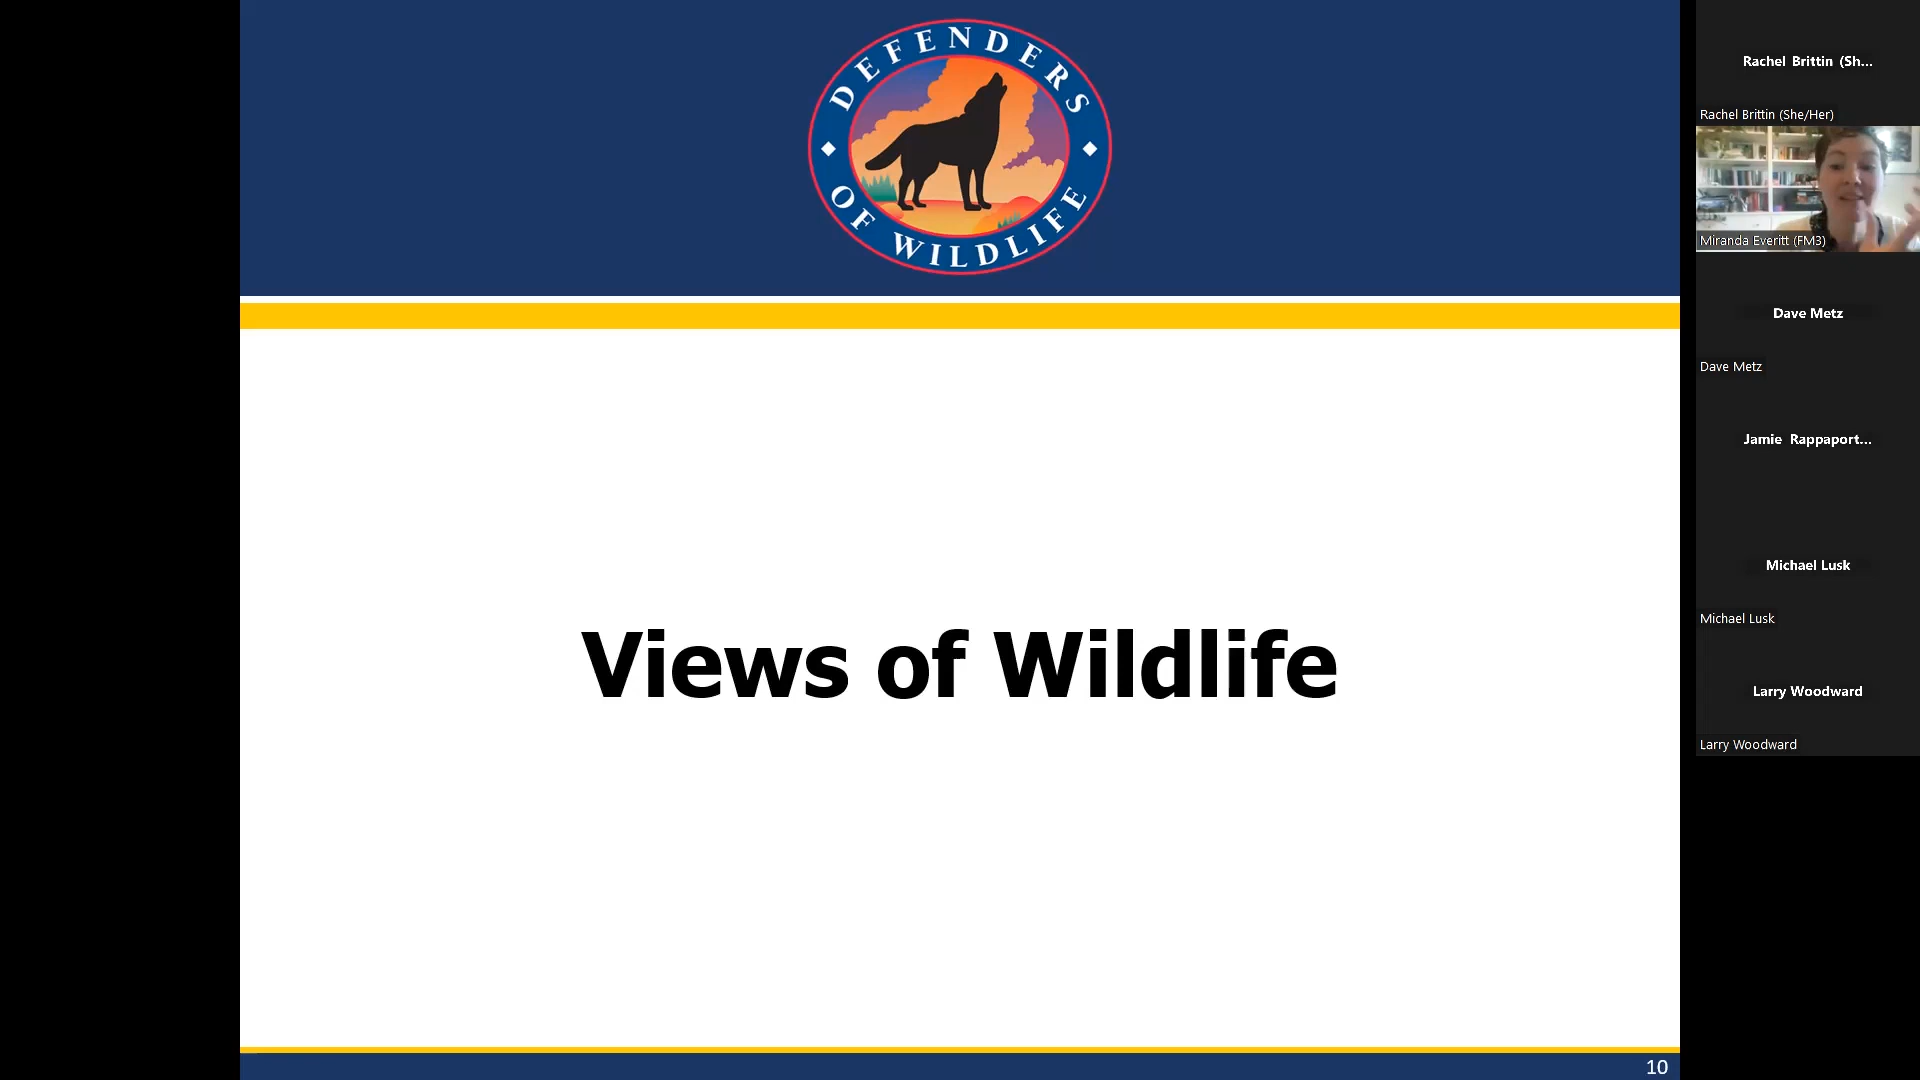 DEFENDERS
OF WILDLIFE
Views of Wildlife
10
Rachel Brittin (Sh...
Rachel Brittin (She/Her)
Miranda Everitt (FM3)
Dave Metz
Dave Metz
Jamie Rappaport...
Michael Lusk
Michael Lusk
Larry Woodward
Larry Woodward